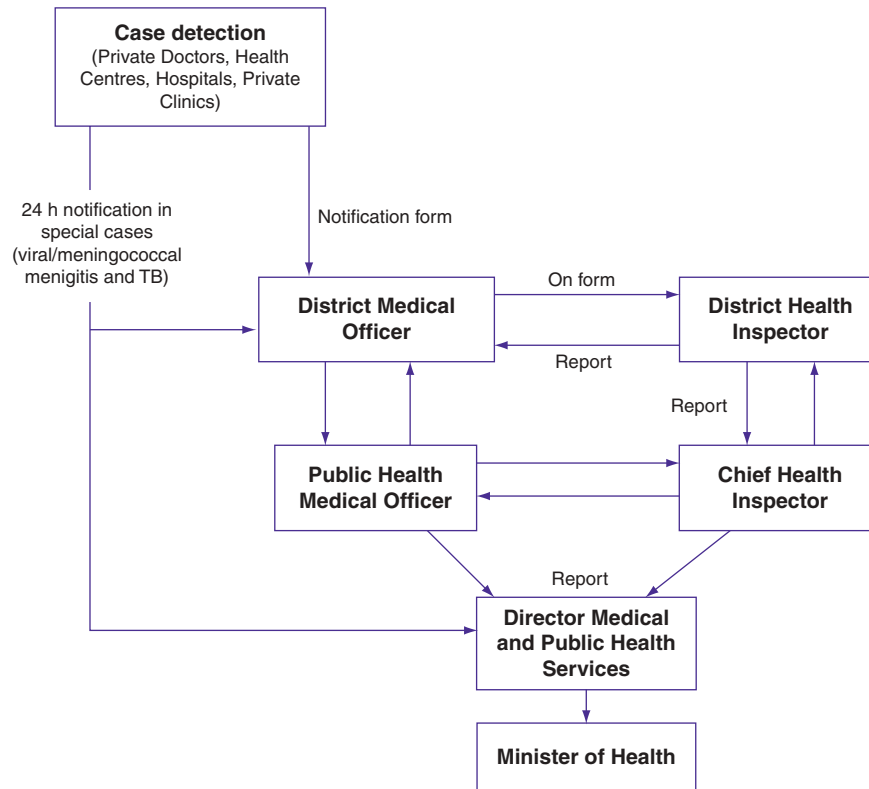 Case detection
(Private Doctors, Health
Centres, Hospitals, Private
Clinics)
24 h notification in
special cases
(viral/meningococcal
menigitis and TB)
Notification form
District Medical
Officer
On form
Report
District Health
Inspector
Report
Public Health
Medical Officer
Chief Health
Inspector
Report
Director Medical
and Public Health
Services
Minister of Health